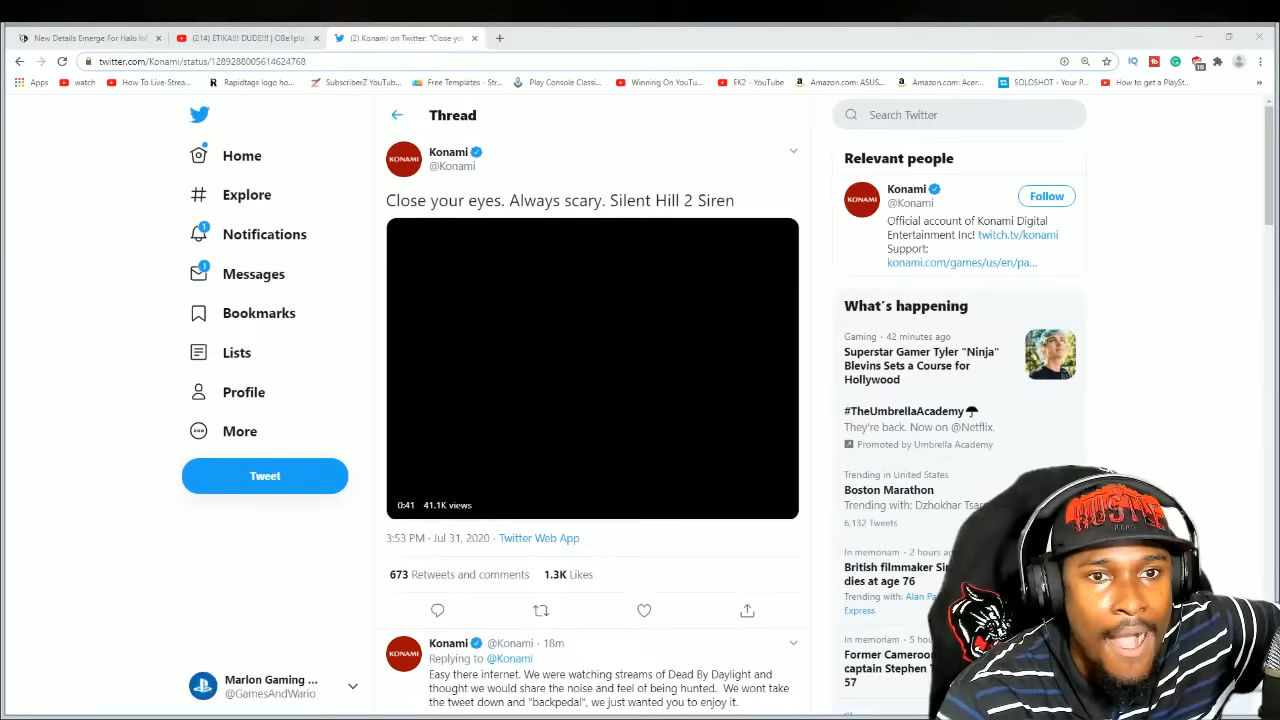 New Details Emerge For Halo Inf
(214) ETIKA!!! DUDE!!! | OBe1ple
(2) Konami on Twitter: "Close you
twitter.com/Konami/status/1289288005614624768
Apps
watch
How To Live-Strea...
Rapidtags logo ho...
SubscriberZ YouTub...
Free Templates - Str...
Play Console Classi...
Winning On YouTu...
EK2 - YouTube
Amazon.com: ASUS...
Amazon.com: Acer...
SOLOSHOT - Your P...
How to get a PlaySt...
Home
Explore
Notifications
1
Messages
1
Bookmarks
Lists
Profile
More
Tweet
Marlon Gaming ...
@GamesAndWario
Thread
KONAMI
Konami
@Konami
Close your eyes. Always scary. Silent Hill 2 Siren
0:41 41.1K views
3:53 PM · Jul 31, 2020 · Twitter Web App
673 Retweets and comments 1.3K Likes
KONAMI
Konami @Konami · 18m
Replying to @Konami
Easy there internet. We were watching streams of Dead By Daylight and
thought we would share the noise and feel of being hunted. We wont take
the tweet down and "backpedal", we just wanted you to enjoy it.
Search Twitter
Relevant people
KONAMI
Konami
@Konami
Follow
Official account of Konami Digital
Entertainment Inc! twitch.tv/konami
Support:
konami.com/games/us/en/pa...
What's happening
Gaming · 42 minutes ago
Superstar Gamer Tyler "Ninja"
Blevins Sets a Course for
Hollywood
#TheUmbrellaAcademy
They're back. Now on @Netflix.
Promoted by Umbrella Academy
Trending in United States
Boston Marathon
Trending with: Dzhokhar Tsar
6,132 Tweets
In memoriam · 2 hours a
British filmmaker Si
dies at age 76
Trending with: Alan Pa
Express
In memoriam · 5 hou
Former Cameroo
captain Stephen T
57